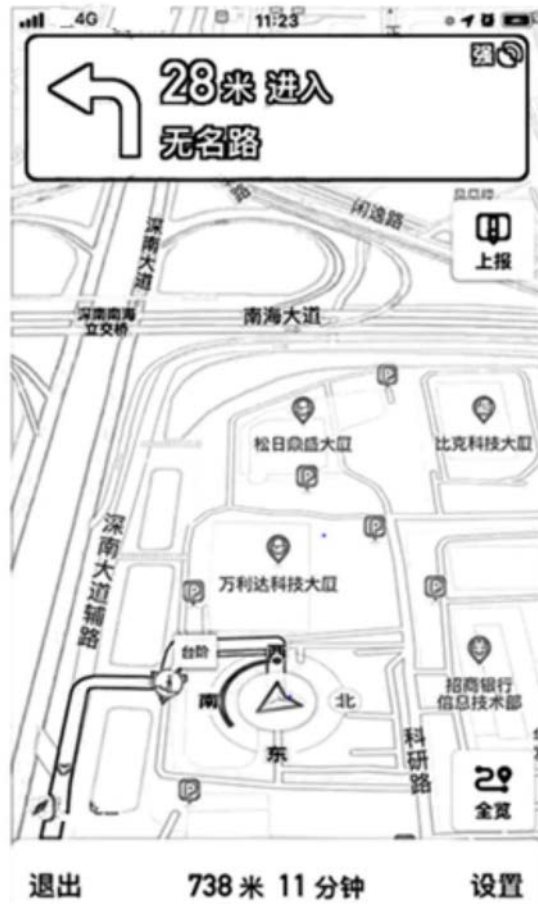 4G
11:23
强
28米 进入
无名路
闲逸路
上报
深南大道
深南南海
立交桥
南海大道
松日鼎盛大厦
比克科技大厦
深南大道辅路
万利达科技大厦
台阶
西
南
北
东
招商银行
信息技术部
科研路
全览
退出
738 米 11 分钟
设置